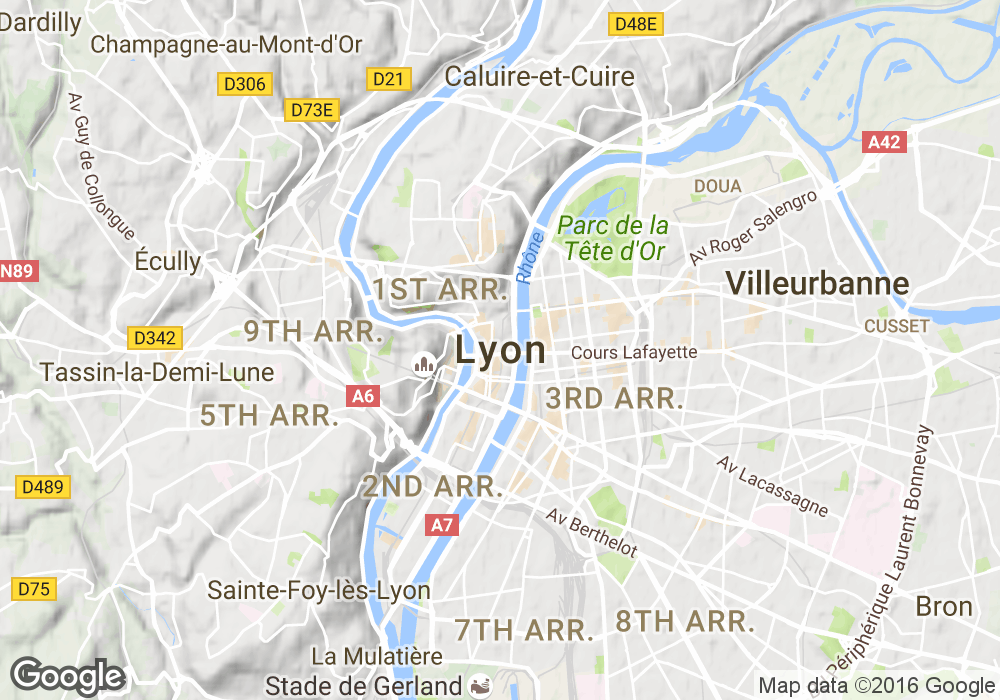 Dardilly
D48E
Champagne-au-Mont-d'Or
D21
Caluire-et-Cuire
D306
D73E
Av Guy de Collongue
A42
DOUA
Av Roger Salengro
Parc de la
Tête d'Or
Rhône
Écully
N89
1ST ARR.
Villeurbanne
9TH ARR.
CUSSET
D342
Lyon
Cours Lafayette
Tassin-la-Demi-Lune
A6
3RD ARR.
5TH ARR.
Av Lacassagne
D489
2ND ARR.
A7
Av Berthelot
Périphérique Laurent Bonnevay
D75
Sainte-Foy-lès-Lyon
Bron
7TH ARR.
8TH ARR.
La Mulatière
Stade de Gerland
Google
Map data ©2016 Google